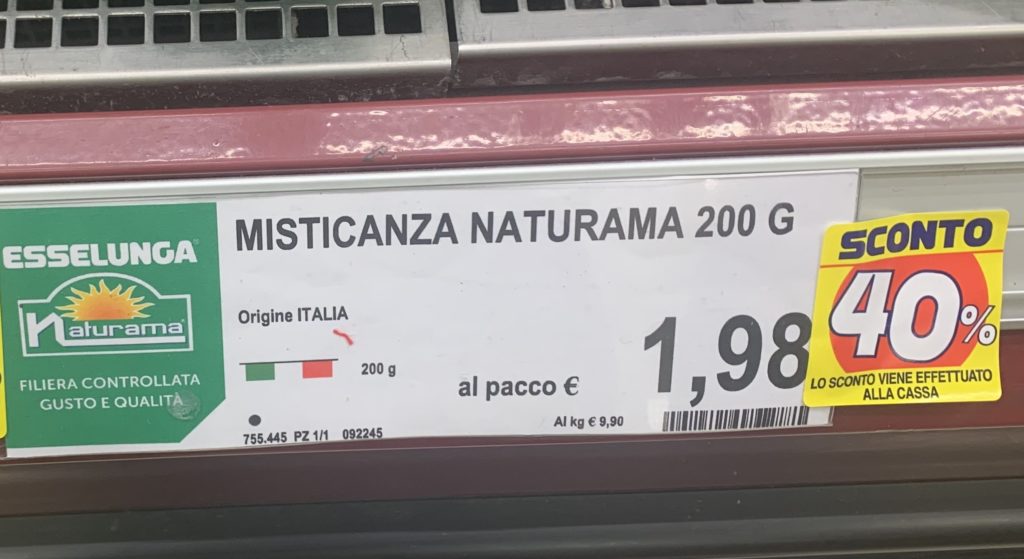 ESSELUNGA
Naturama
FILIERA CONTROLLATA
GUSTO E QUALITÀ
MISTICANZA NATURAMA 200 G
Origine ITALIA
200 g
al pacco € 1,98
Al kg € 9,90
755.445 PZ 1/1 092245
SCONTO
40%
LO SCONTO VIENE EFFETTUATO
ALLA CASSA